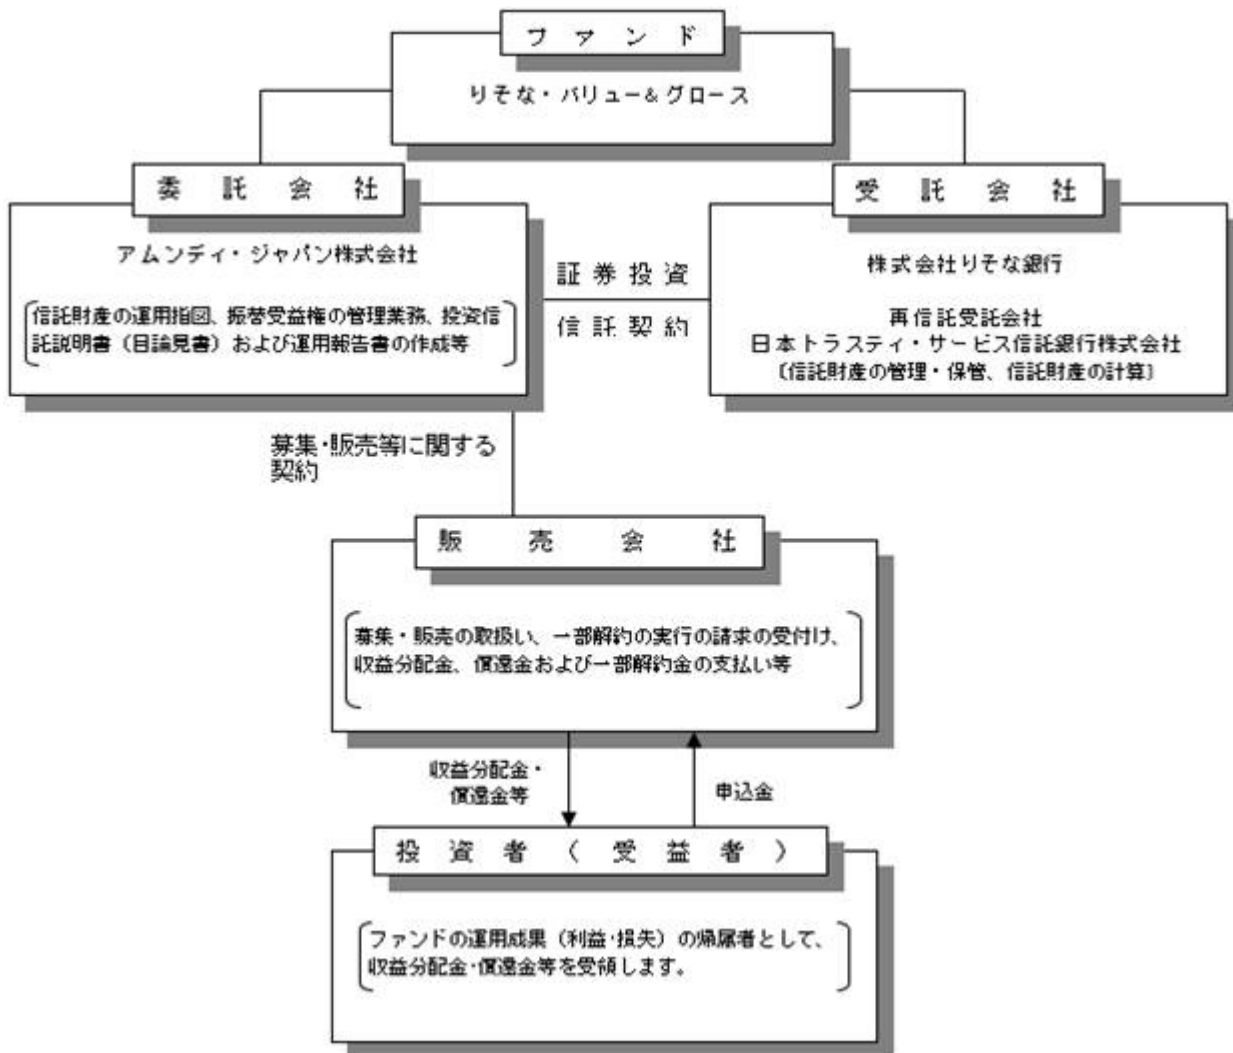 ファンド
りそな・バリュー&グロース
委託会社
受託会社
アムンディ・ジャパン株式会社
信託財産の運用指図、振替受益権の管理業務、投資信
託説明書(目論見書)および運用報告書の作成等
証券投資
信託契約
株式会社りそな銀行
再信託受託会社
日本トラスティ・サービス信託銀行株式会社
〔信託財産の管理・保管、信託財産の計算〕
募集・販売等に関する
契約
販売会社
募集・販売の取扱い、一部解約の実行の請求の受付け、
収益分配金、償還金および一部解約金の支払い等
収益分配金・
償還金等
申込金
投資者(受益者)
ファンドの運用成果(利益・損失)の帰属者として、
収益分配金・償還金等を受領します。